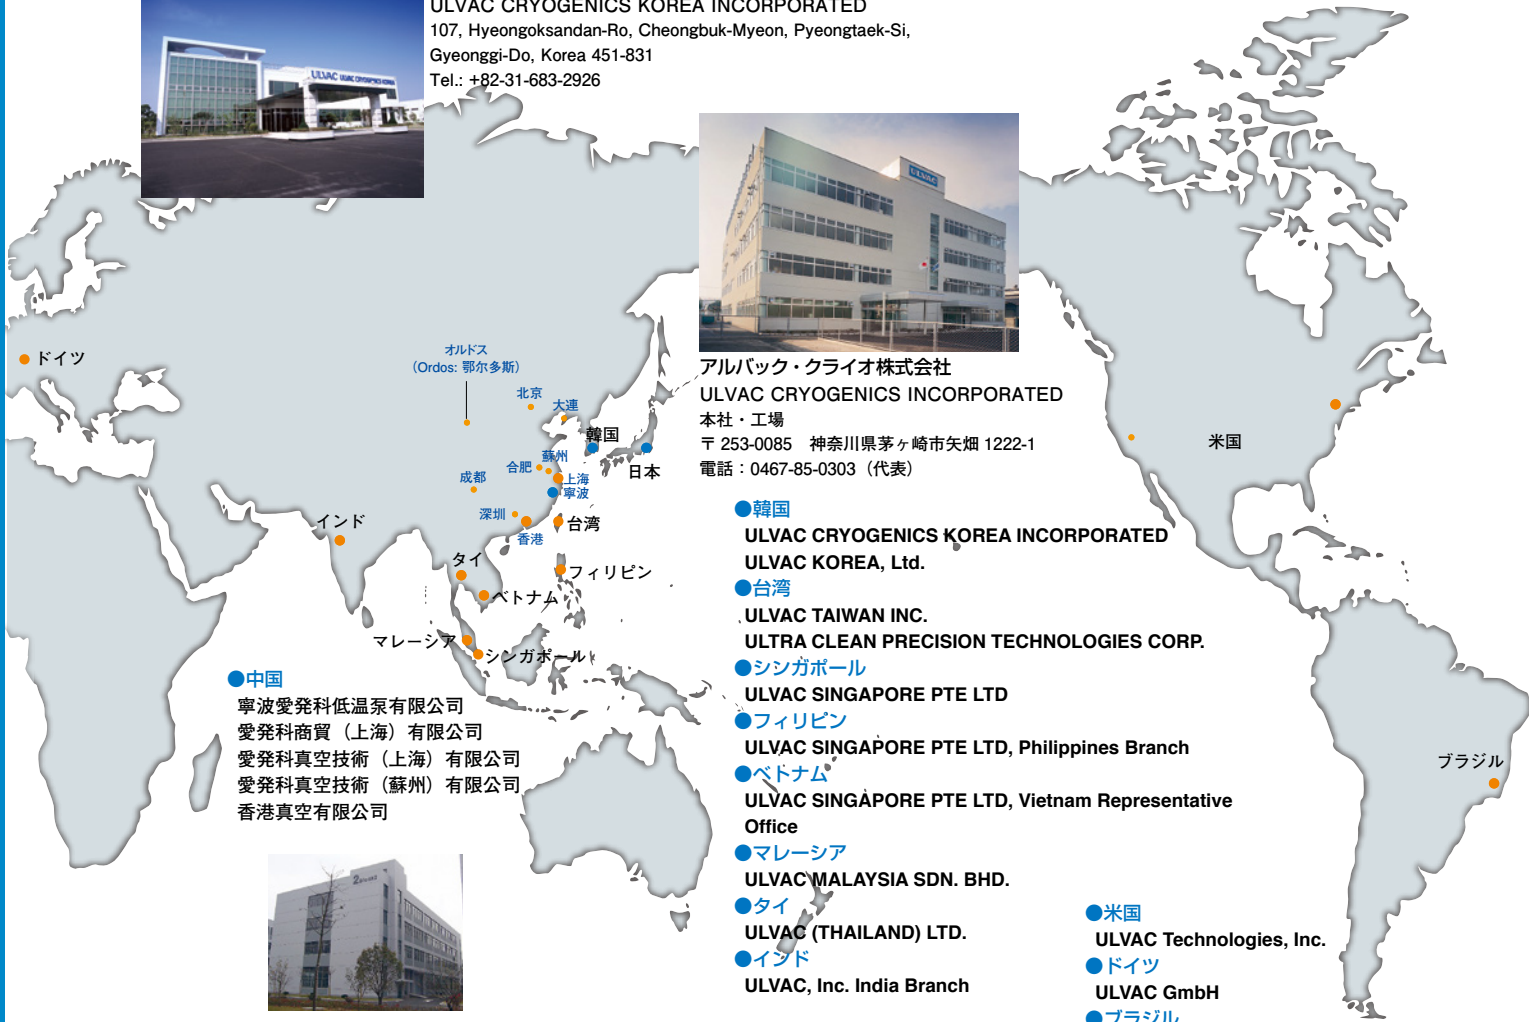 ULVAC CRYOGENICS KOREA INCORPORATED
107, Hyeongoksandan-Ro, Cheongbuk-Myeon, Pyeongtaek-Si,
Gyeonggi-Do, Korea 451-831
Tel.: +82-31-683-2926
ULVAC ULVAC CRYOGENICS KOREA
ULVAC
アルバック・クライオ株式会社
ULVAC CRYOGENICS INCORPORATED
本社・工場
〒253-0085 神奈川県茅ヶ崎市矢畑 1222-1
電話：0467-85-0303（代表）
ドイツ
オルドス
(Ordos: 鄂尔多斯)
北京
大連
韓国
日本
蘇州
合肥
上海
寧波
成都
深圳
香港
台湾
インド
タイ
フィリピン
ベトナム
マレーシア
シンガポール
米国
ブラジル
●中国
寧波愛発科低温泵有限公司
愛発科商貿（上海）有限公司
愛発科真空技術（上海）有限公司
愛発科真空技術（蘇州）有限公司
香港真空有限公司
●韓国
ULVAC CRYOGENICS KOREA INCORPORATED
ULVAC KOREA, Ltd.
●台湾
ULVAC TAIWAN INC.
ULTRA CLEAN PRECISION TECHNOLOGIES CORP.
●シンガポール
ULVAC SINGAPORE PTE LTD
●フィリピン
ULVAC SINGAPORE PTE LTD, Philippines Branch
●ベトナム
ULVAC SINGAPORE PTE LTD, Vietnam Representative
Office
●マレーシア
ULVAC MALAYSIA SDN. BHD.
●タイ
ULVAC (THAILAND) LTD.
●インド
ULVAC, Inc. India Branch
●米国
ULVAC Technologies, Inc.
●ドイツ
ULVAC GmbH
●ブラジル